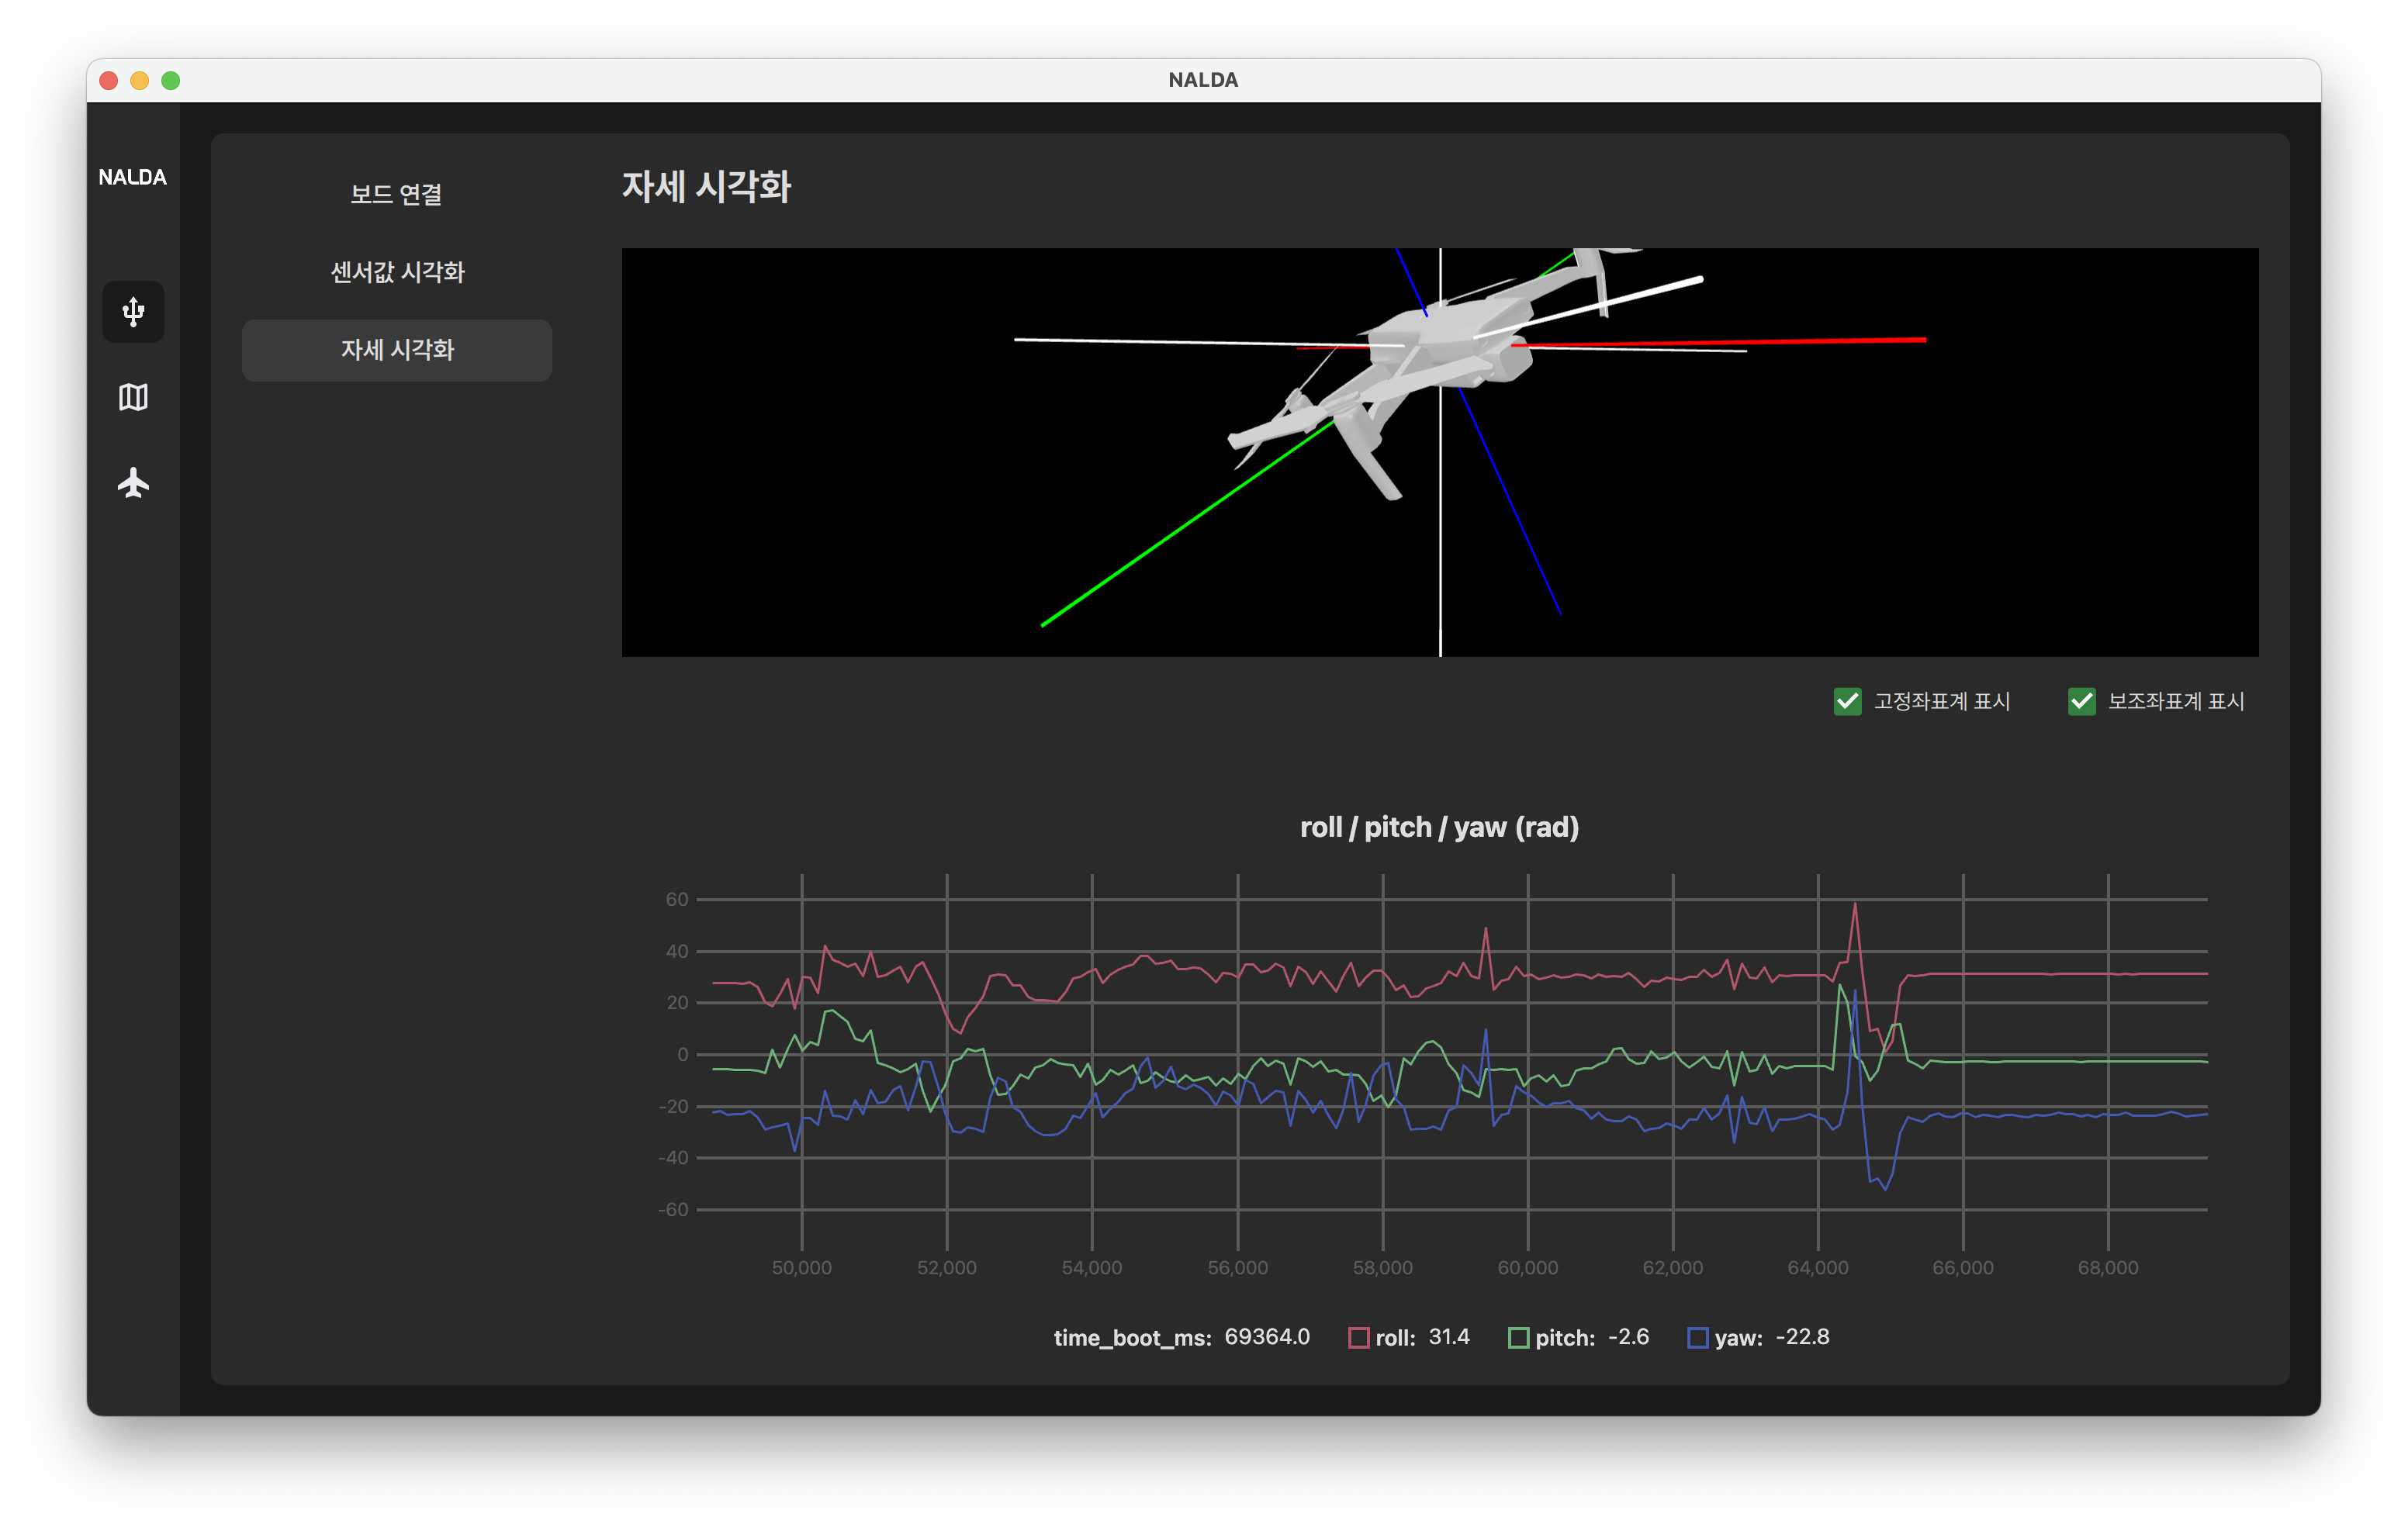 NALDA
NALDA
보드 연결
센서값 시각화
자세 시각화
자세 시각화
고정좌표계 표시
보조좌표계 표시
roll / pitch / yaw (rad)
60
40
20
0
-20
-40
-60
50,000 52,000 54,000 56,000 58,000 60,000 62,000 64,000 66,000 68,000
time_boot_ms: 69364.0 roll: 31.4 pitch: -2.6 yaw: -22.8